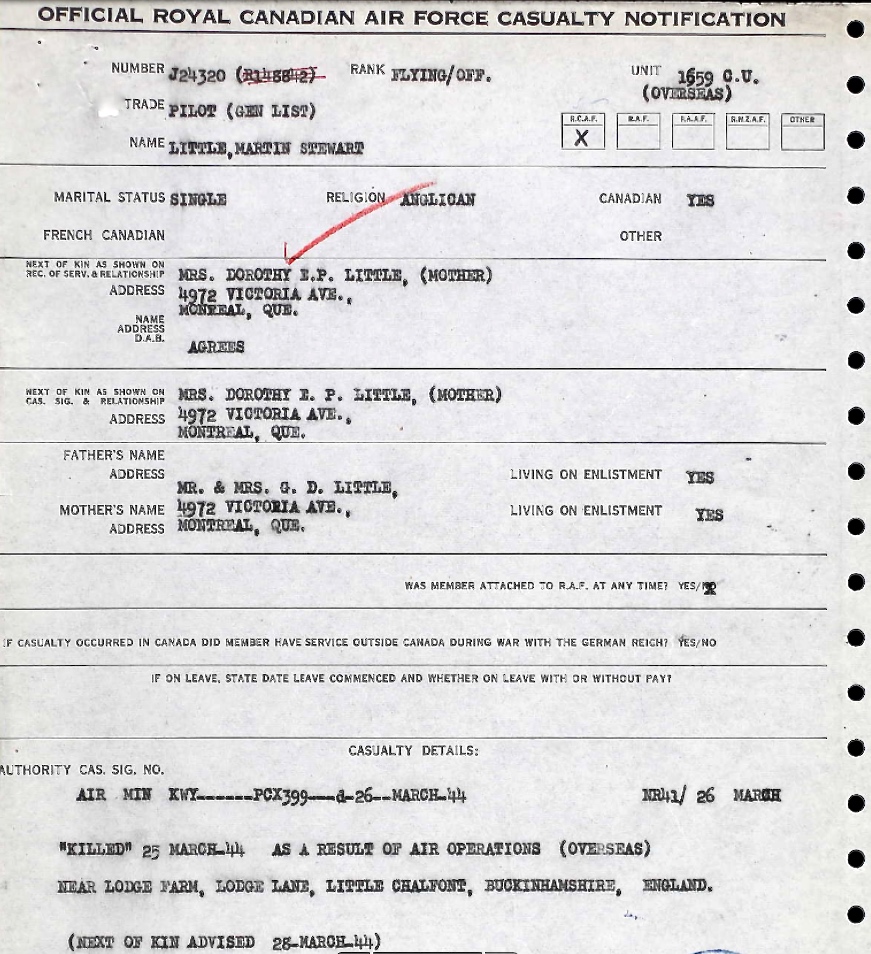 OFFICIAL ROYAL CANADIAN AIR FORCE CASUALTY NOTIFICATION
NUMBER J24320 (R148842) RANK FLYING/OFF. UNIT 1659 C.U.
(OVERSEAS)
TRADE PILOT (GEN LIST)
R.C.A.F. R.A.F. R.A.A.F. R.N.Z.A.F. OTHER
X
NAME LITTLE, MARTIN STEWART
MARITAL STATUS SINGLE RELIGION ANGLICAN CANADIAN YES
FRENCH CANADIAN OTHER
NEXT OF KIN AS SHOWN ON
REC. OF SERV. & RELATIONSHIP MRS. DOROTHY E.P. LITTLE, (MOTHER)
ADDRESS 4972 VICTORIA AVE.,
MONREAL, QUE.
NAME
ADDRESS
D.A.B.
AGREES
NEXT OF KIN AS SHOWN ON
CAS. SIG. & RELATIONSHIP MRS. DOROTHY E. P. LITTLE, (MOTHER)
ADDRESS 4972 VICTORIA AVE.,
MONTREAL, QUE.
FATHER'S NAME
ADDRESS LIVING ON ENLISTMENT YES
MR. & MRS. G. D. LITTLE,
MOTHER'S NAME 4972 VICTORIA AVE., LIVING ON ENLISTMENT YES
ADDRESS MONTREAL, QUE.
WAS MEMBER ATTACHED TO R.A.F. AT ANY TIME? YES/
IF CASUALTY OCCURRED IN CANADA DID MEMBER HAVE SERVICE OUTSIDE CANADA DURING WAR WITH THE GERMAN REICH? YES/NO
IF ON LEAVE, STATE DATE LEAVE COMMENCED AND WHETHER ON LEAVE WITH OR WITHOUT PAY?
CASUALTY DETAILS:
AUTHORITY CAS. SIG. NO.
AIR MIN KWY------PCX399---d-26--MARCH-44 NR41/ 26 MARCH
"KILLED" 25 MARCH-44 AS A RESULT OF AIR OPERATIONS (OVERSEAS)
NEAR LODGE FARM, LODGE LANE, LITTLE CHALFONT, BUCKINHAMSHIRE, ENGLAND.
(NEXT OF KIN ADVISED 28-MARCH-44)